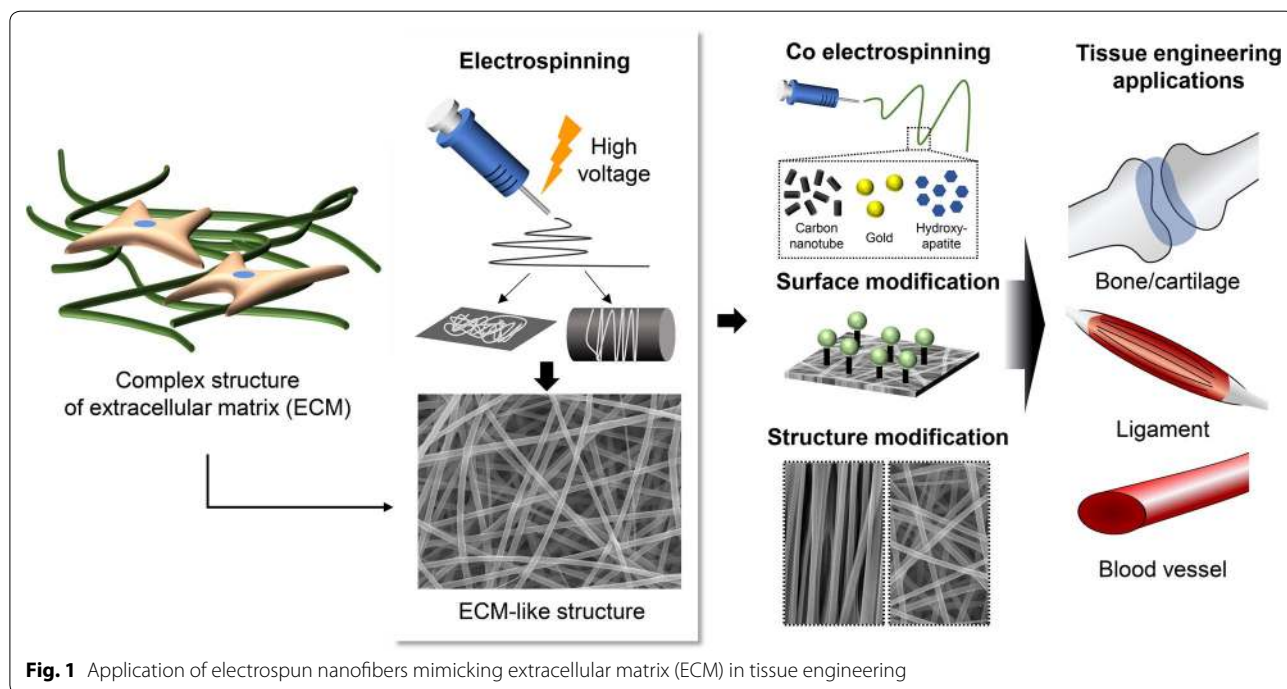 Complex structure
of extracellular matrix (ECM)
Electrospinning
High
voltage
ECM-like structure
Co electrospinning
Carbon
nanotube
Gold
Hydroxy-
apatite
Surface modification
Structure modification
Tissue engineering
applications
Bone/cartilage
Ligament
Blood vessel
Fig. 1 Application of electrospun nanofibers mimicking extracellular matrix (ECM) in tissue engineering